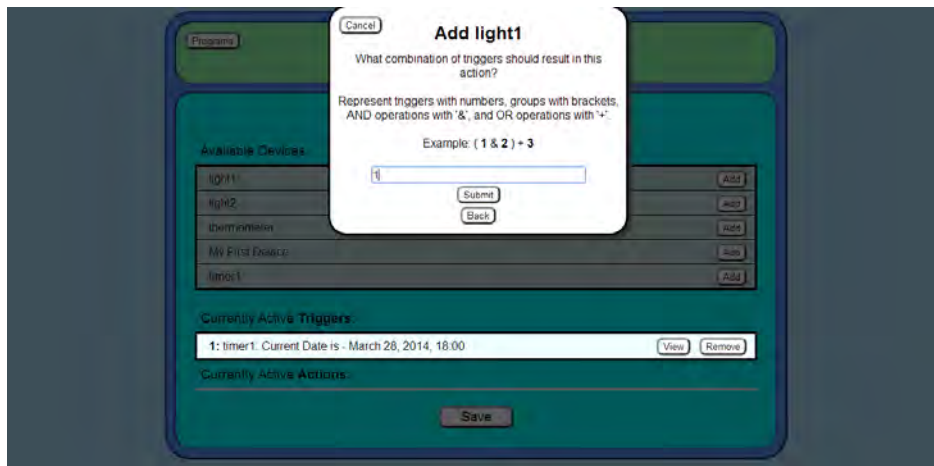 Cancel
Add light1
Programs
What combination of triggers should result in this
action?
Represent triggers with numbers, groups with brackets,
AND operations with '&', and OR operations with '+'.
Example: ( 1 & 2 ) + 3
1
Submit
Back
Available Devices:
light1 Add
light2 Add
thermometer Add
My First Device Add
timer1 Add
Currently Active Triggers:
1: timer1: Current Date is - March 28, 2014, 18:00 View Remove
Currently Active Actions:
Save